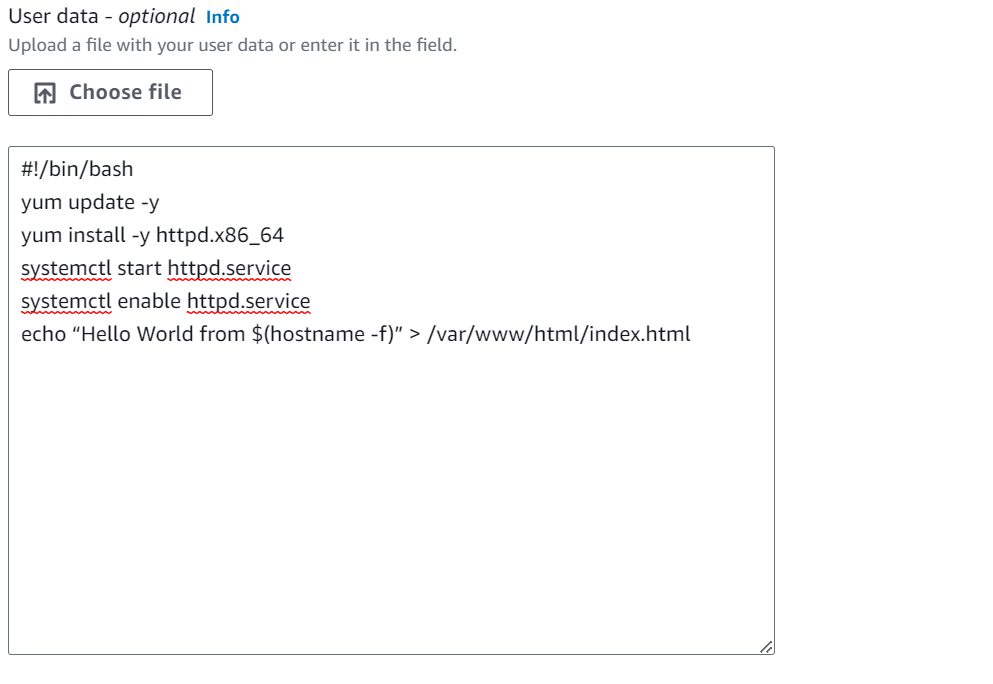 User data - optional Info
Upload a file with your user data or enter it in the field.
Choose file
#!/bin/bash
yum update -y
yum install -y httpd.x86_64
systemctl start httpd.service
systemctl enable httpd.service
echo “Hello World from $(hostname -f)” > /var/www/html/index.html